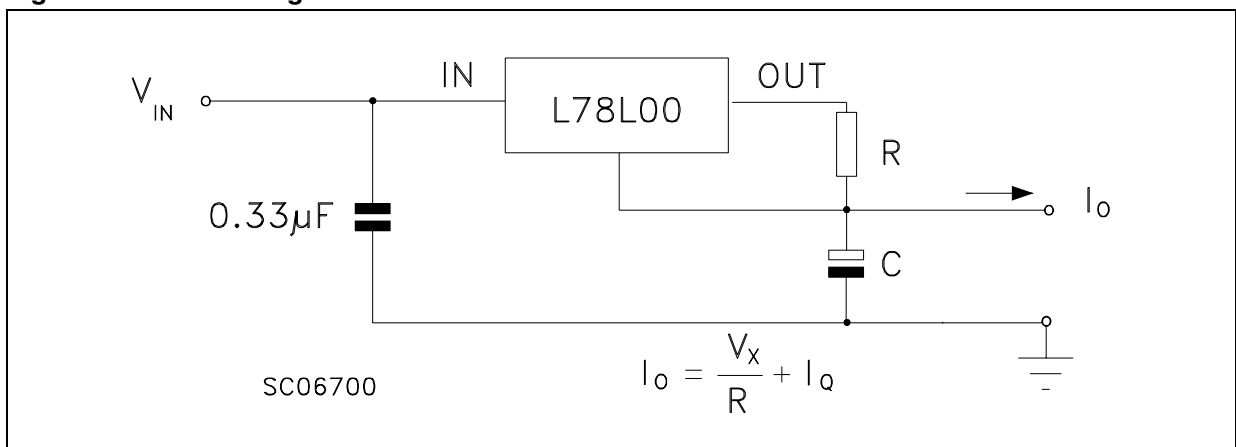 V_IN
IN
L78L00
OUT
R
0.33μF
I_O
C
I_O = V_X/R + I_Q
SC06700